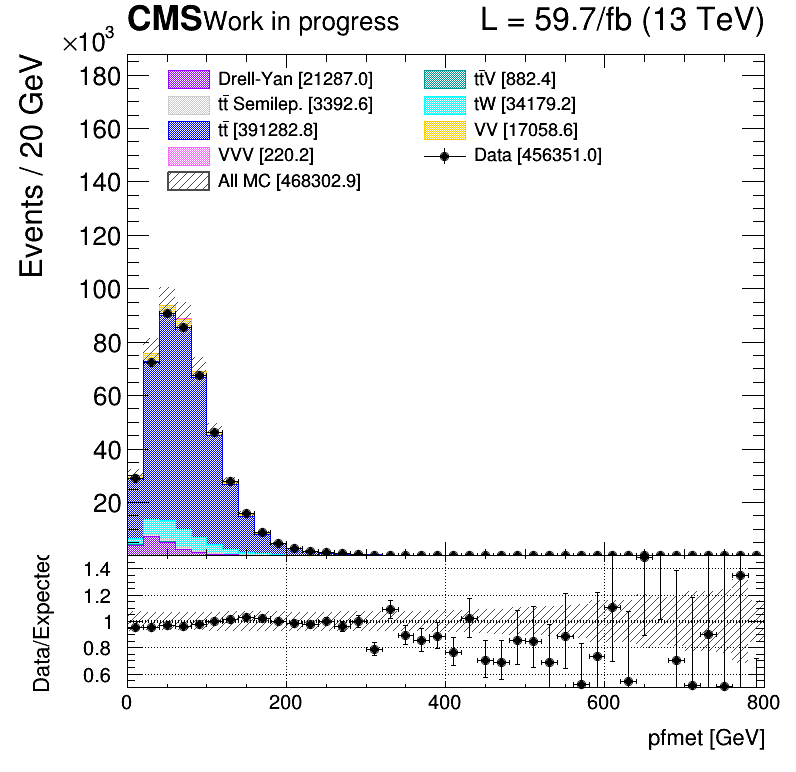 CMS Work in progress L = 59.7/fb (13 TeV)
×10³
Events / 20 GeV
180
160
140
120
100
80
60
40
20
Drell-Yan [21287.0]
tt̄ Semilep. [3392.6]
tt̄ [391282.8]
VVV [220.2]
All MC [468302.9]
tt̄V [882.4]
tW [34179.2]
VV [17058.6]
Data [456351.0]
Data/Expected
1.4
1.2
1
0.8
0.6
0 200 400 600 800
pfmet [GeV]